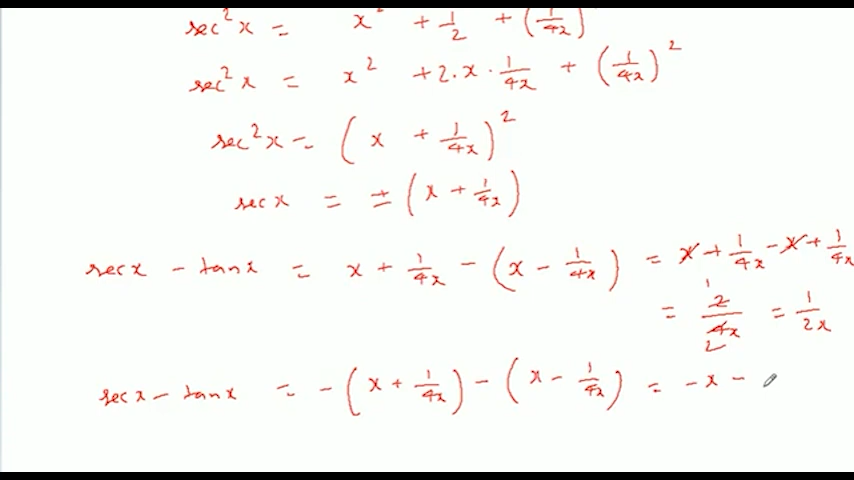 sec²x = x² + 1/2 + (1/4x)
sec²x = x² + 2·x·1/4x + (1/4x)²
sec²x = (x + 1/4x)²
sec x = ± (x + 1/4x)
sec x - tan x = x + 1/4x - (x - 1/4x) = x + 1/4x - x + 1/4x
= 2/4x = 1/2x
sec x - tan x = -(x + 1/4x) - (x - 1/4x) = -x -